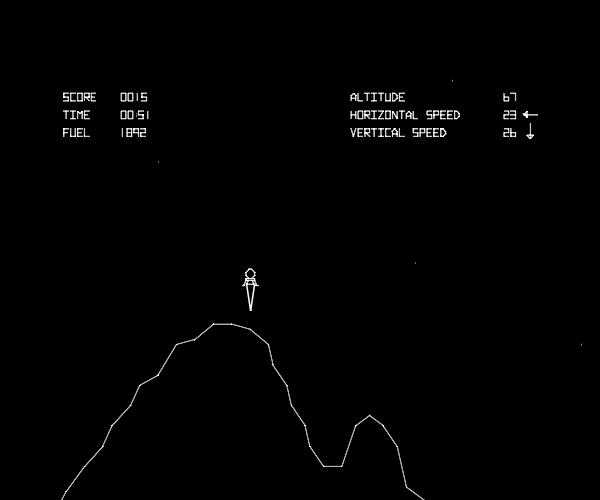 SCORE 0015
TIME 00:51
FUEL 1892
ALTITUDE 67
HORIZONTAL SPEED 23 ←
VERTICAL SPEED 26 ↓